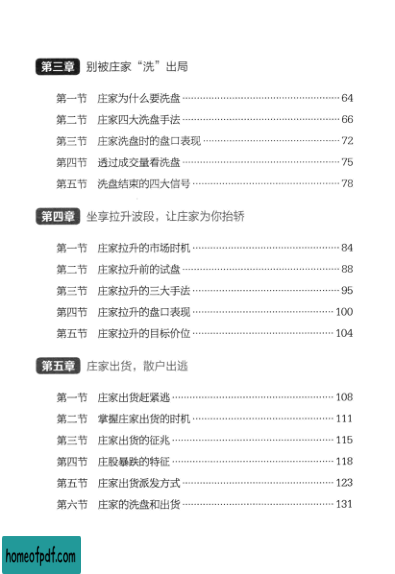 第三章 别被庄家“洗”出局
第一节 庄家为什么要洗盘 64
第二节 庄家四大洗盘手法 66
第三节 庄家洗盘时的盘口表现 72
第四节 透过成交量看洗盘 75
第五节 洗盘结束的四大信号 78
第四章 坐享拉升波段，让庄家为你抬轿
第一节 庄家拉升的市场时机 84
第二节 庄家拉升前的试盘 88
第三节 庄家拉升的三大手法 95
第四节 庄家拉升的盘口表现 100
第五节 庄家拉升的目标价位 104
第五章 庄家出货，散户出逃
第一节 庄家出货赶紧逃 108
第二节 掌握庄家出货的时机 111
第三节 庄家出货的征兆 115
第四节 庄股暴跌的特征 118
第五节 庄家出货派发方式 123
第六节 庄家的洗盘和出货 131
homeofpdf.com